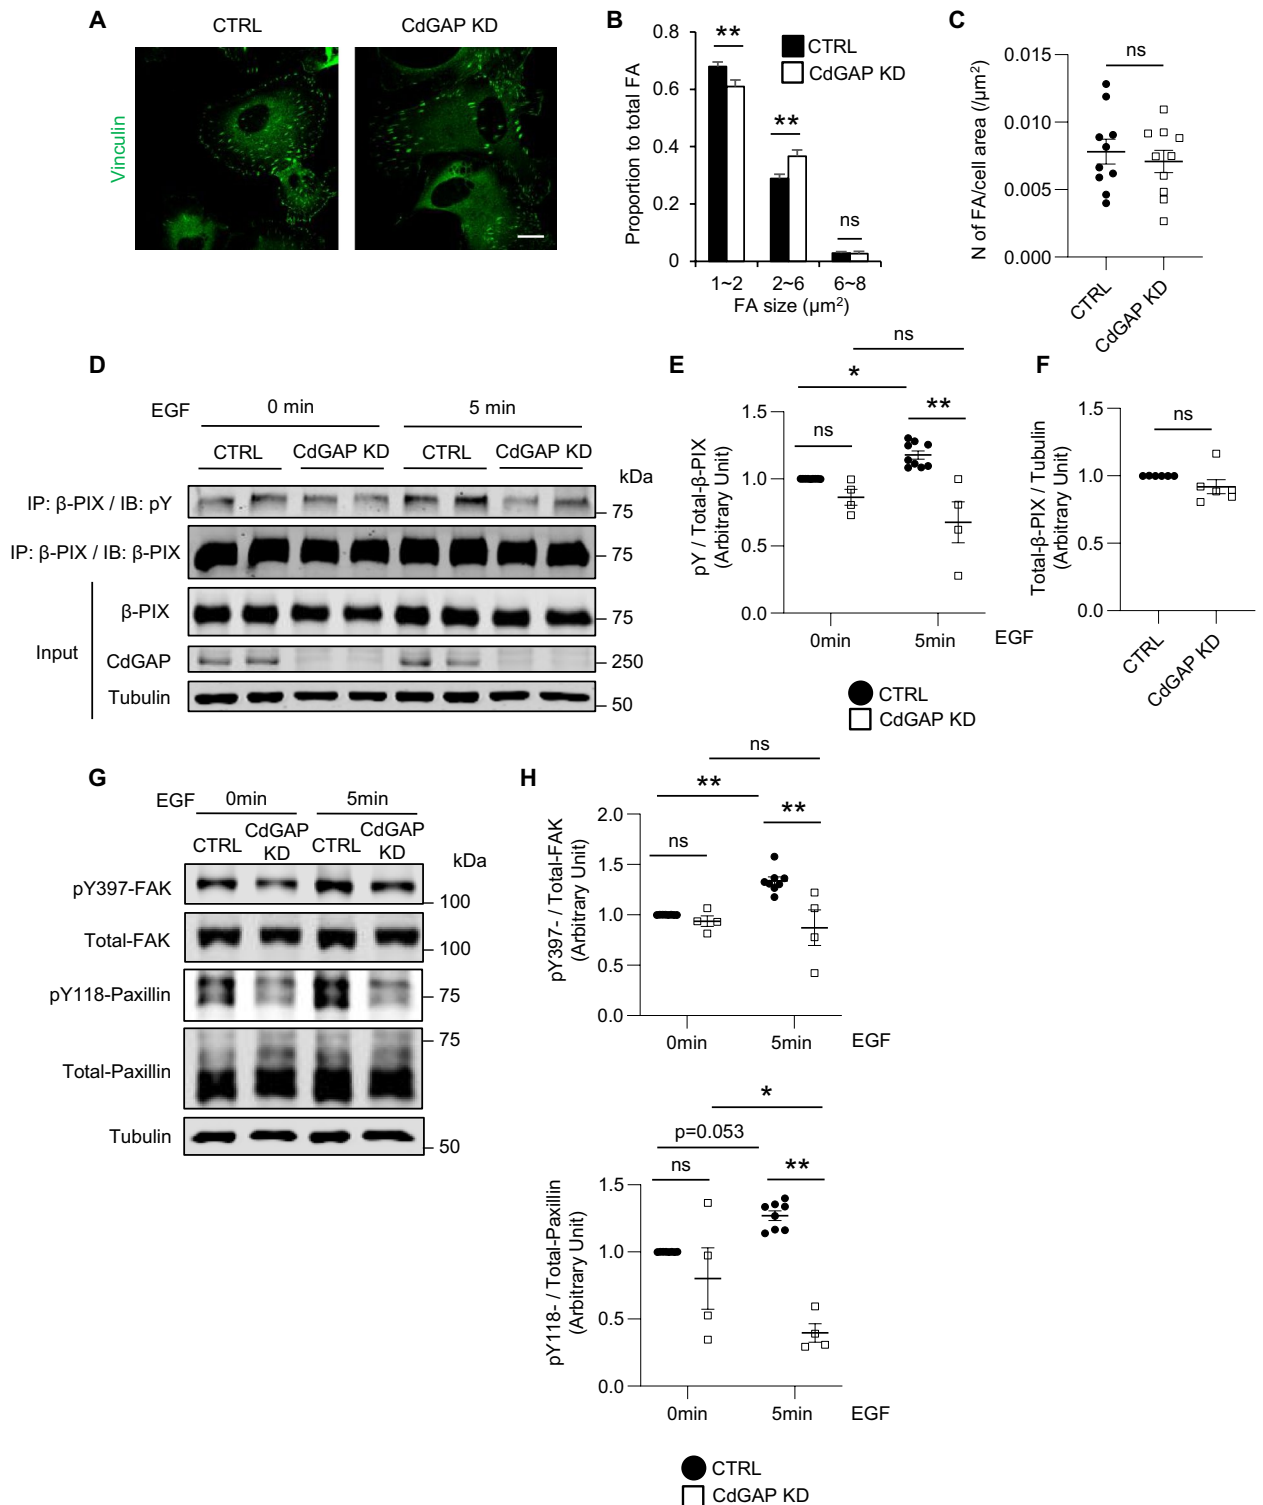 A
CTRL
CdGAP KD
Vinculin
B
Proportion to total FA
0.8
0.6
0.4
0.2
0
**
**
ns
CTRL
CdGAP KD
1~2
2~6
6~8
FA size (µm²)
C
N of FA/cell area (/µm²)
0.015
0.010
0.005
0.000
ns
CTRL
CdGAP KD
D
EGF
0 min
5 min
CTRL
CdGAP KD
CTRL
CdGAP KD
kDa
IP: β-PIX / IB: pY
75
IP: β-PIX / IB: β-PIX
75
Input
β-PIX
75
CdGAP
250
Tubulin
50
E
ns
*
**
ns
pY / Total-β-PIX
(Arbitrary Unit)
1.5
1.0
0.5
0.0
0min
5min
EGF
CTRL
CdGAP KD
F
Total-β-PIX / Tubulin
(Arbitrary Unit)
1.5
1.0
0.5
0.0
ns
CTRL
CdGAP KD
G
EGF
0min
5min
CTRL
CdGAP
KD
CTRL
CdGAP
KD
kDa
pY397-FAK
100
Total-FAK
100
pY118-Paxillin
75
75
Total-Paxillin
Tubulin
50
H
ns
**
**
ns
pY397- / Total-FAK
(Arbitrary Unit)
2.0
1.5
1.0
0.5
0.0
0min
5min
EGF
*
p=0.053
ns
**
pY118- / Total-Paxillin
(Arbitrary Unit)
1.5
1.0
0.5
0.0
0min
5min
EGF
CTRL
CdGAP KD